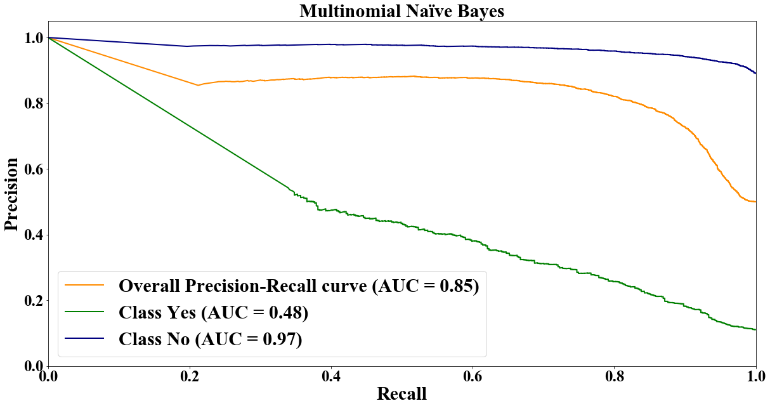 Multinomial Naïve Bayes
Precision
1.0
0.8
0.6
0.4
0.2
0.0
Overall Precision-Recall curve (AUC = 0.85)
Class Yes (AUC = 0.48)
Class No (AUC = 0.97)
0.0 0.2 0.4 0.6 0.8 1.0
Recall